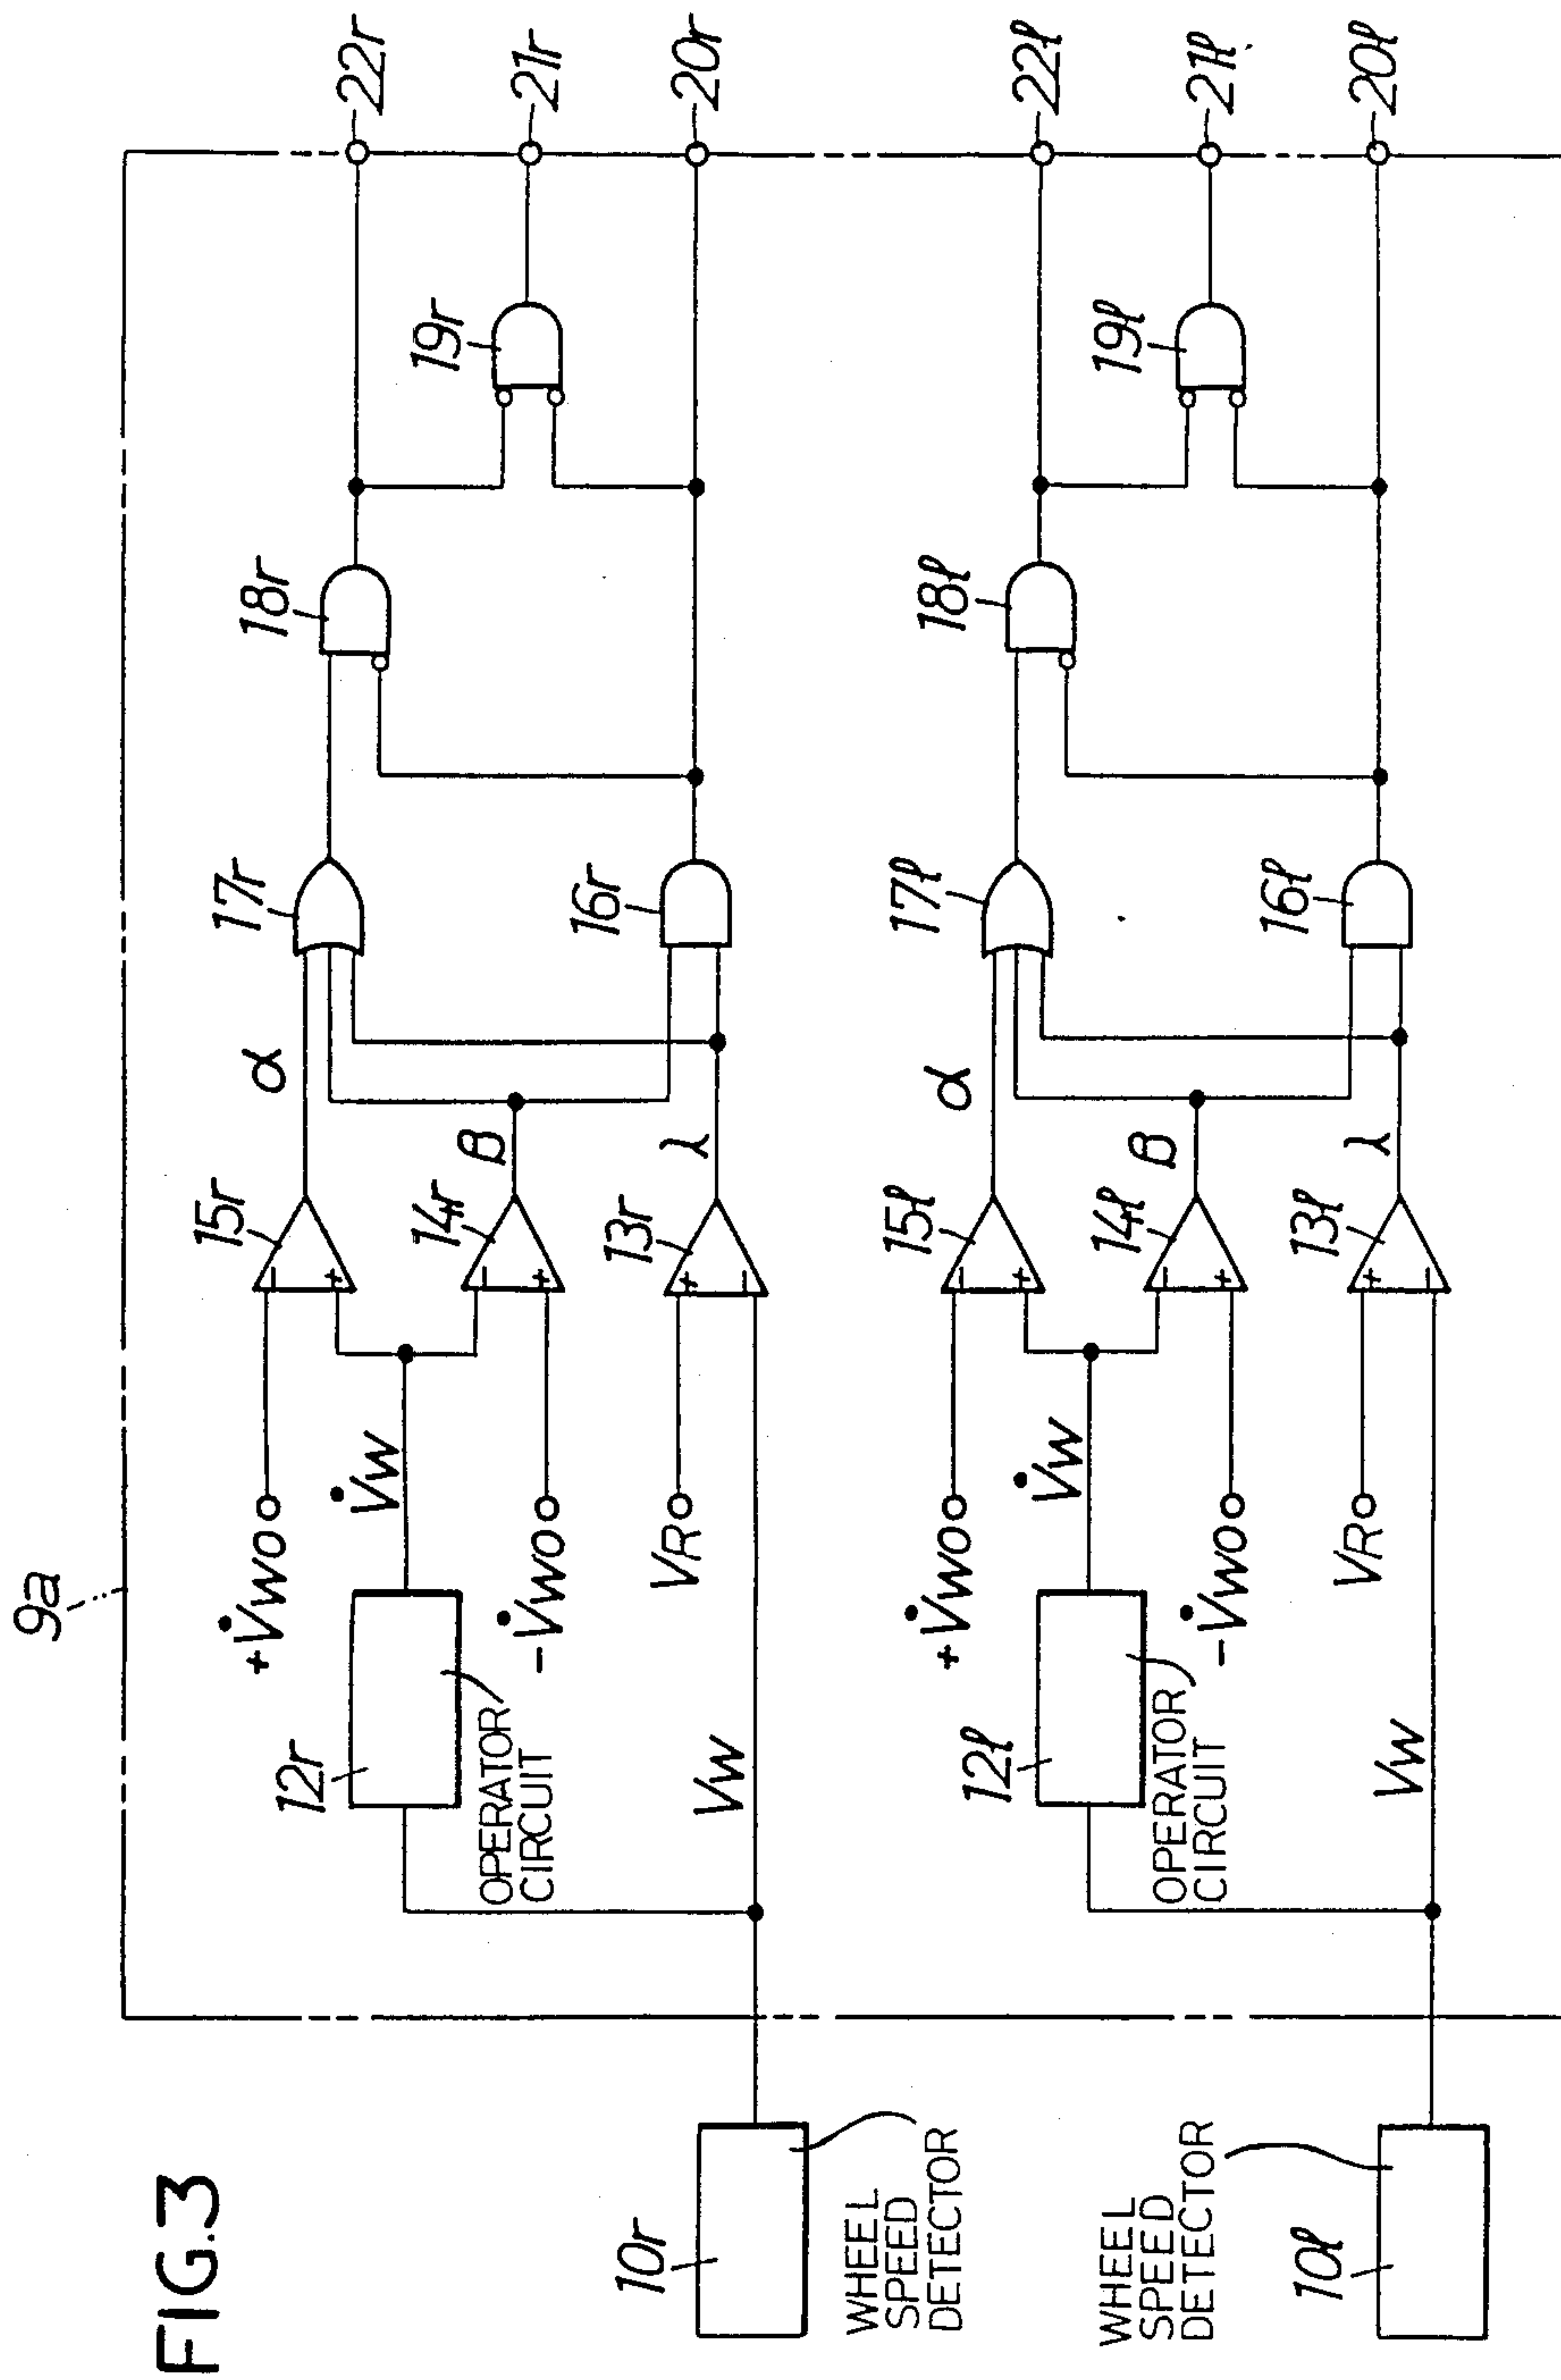 FIG.3
9a
10r
WHEEL
SPEED
DETECTOR
12r
OPERATOR
CIRCUIT
+V̇wo
V̇w
-V̇wo
VR
Vw
15r
-
+
14r
-
+
13r
+
-
α
β
λ
17r
16r
18r
19r
22r
21r
20r
10ℓ
WHEEL
SPEED
DETECTOR
12ℓ
OPERATOR
CIRCUIT
+V̇wo
V̇w
-V̇wo
VR
Vw
15ℓ
-
+
14ℓ
-
+
13ℓ
+
-
α
β
λ
17ℓ
16ℓ
18ℓ
19ℓ
22ℓ
21ℓ
20ℓ